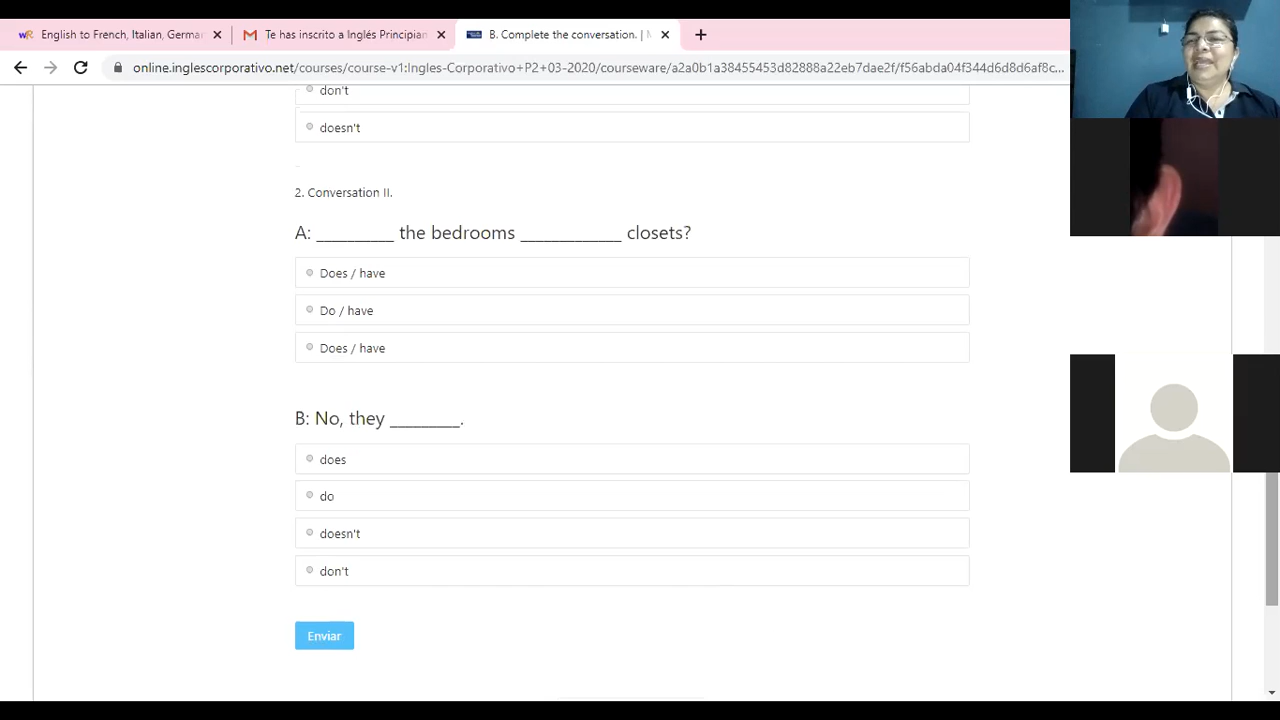 English to French, Italian, Germa
Te has inscrito a Inglés Principian
B. Complete the conversation. | M
online.inglescorporativo.net/courses/course-v1:Ingles-Corporativo+P2+03-2020/courseware/a2a0b1a38455453d82888a22eb7dae2f/f56abda04f344d6d8d6af8c...
don't
doesn't
2. Conversation II.
A: __________ the bedrooms _____________ closets?
Does / have
Do / have
Does / have
B: No, they _________.
does
do
doesn't
don't
Enviar